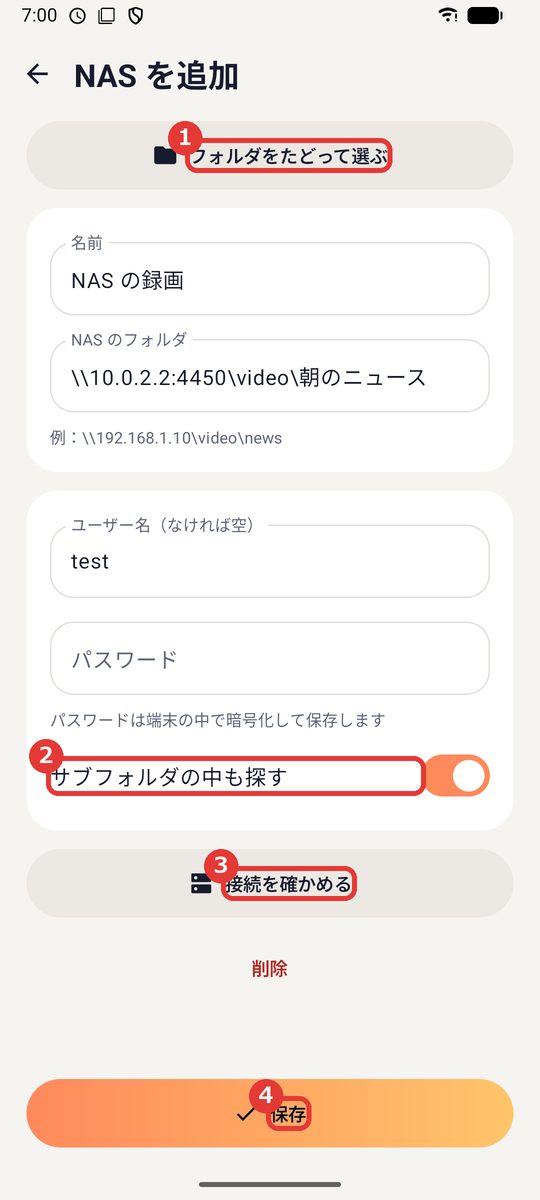 7:00
NAS を追加
1
フォルダをたどって選ぶ
名前
NAS の録画
NAS のフォルダ
\\10.0.2.2:4450\video\朝のニュース
例：\\192.168.1.10\video\news
ユーザー名（なければ空）
test
パスワード
パスワードは端末の中で暗号化して保存します
2
サブフォルダの中も探す
3
接続を確かめる
削除
4
保存